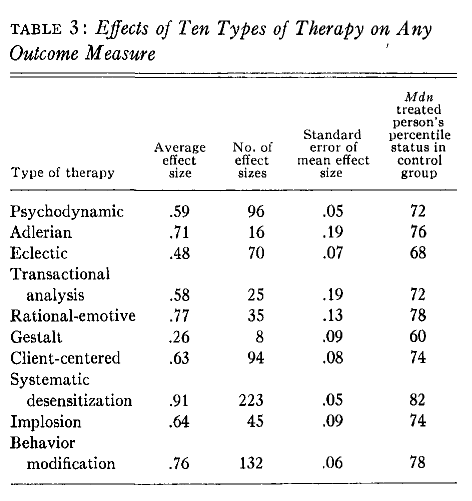 TABLE 3: Effects of Ten Types of Therapy on Any
Outcome Measure
Type of therapy Average effect size No. of effect sizes Standard error of mean effect size Mdn treated person's percentile status in control group
Psychodynamic .59 96 .05 72
Adlerian .71 16 .19 76
Eclectic .48 70 .07 68
Transactional
analysis .58 25 .19 72
Rational-emotive .77 35 .13 78
Gestalt .26 8 .09 60
Client-centered .63 94 .08 74
Systematic
desensitization .91 223 .05 82
Implosion .64 45 .09 74
Behavior
modification .76 132 .06 78